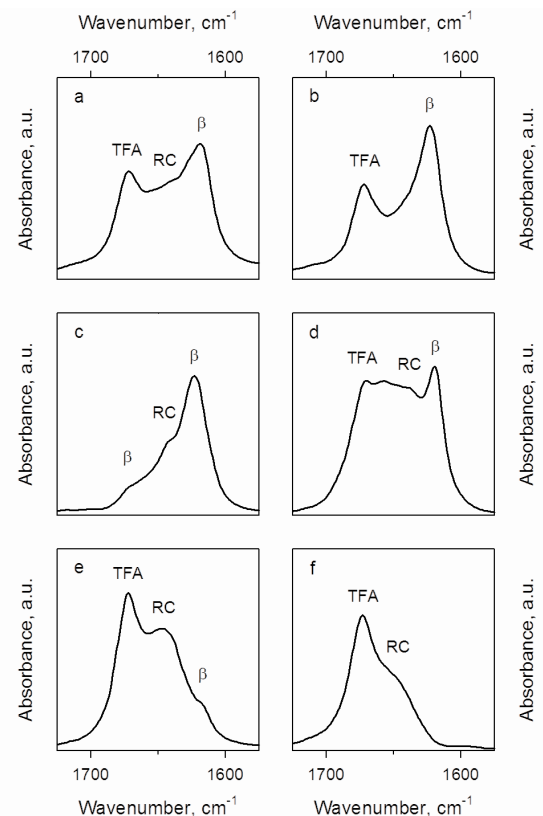 Wavenumber, cm-1 Wavenumber, cm-1
1700 1600 1700 1600
Absorbance, a.u. a TFA RC β b TFA β Absorbance, a.u.
Absorbance, a.u. c β RC β d TFA RC β Absorbance, a.u.
Absorbance, a.u. e TFA RC β f TFA RC Absorbance, a.u.
1700 1600 1700 1600
Wavenumber, cm-1 Wavenumber, cm-1